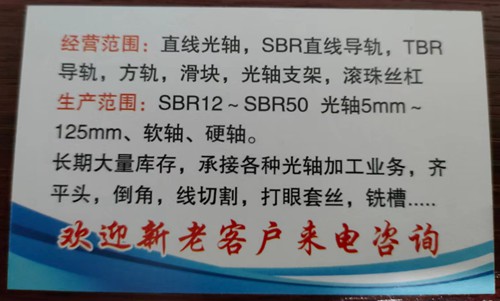 经营范围：直线光轴，SBR直线导轨，TBR
导轨，方轨，滑块，光轴支架，滚珠丝杠
生产范围：SBR12～SBR50 光轴5mm～
125mm、软轴、硬轴。
长期大量库存，承接各种光轴加工业务，齐
平头，倒角，线切割，打眼套丝，铣槽.....
欢迎新老客户来电咨询